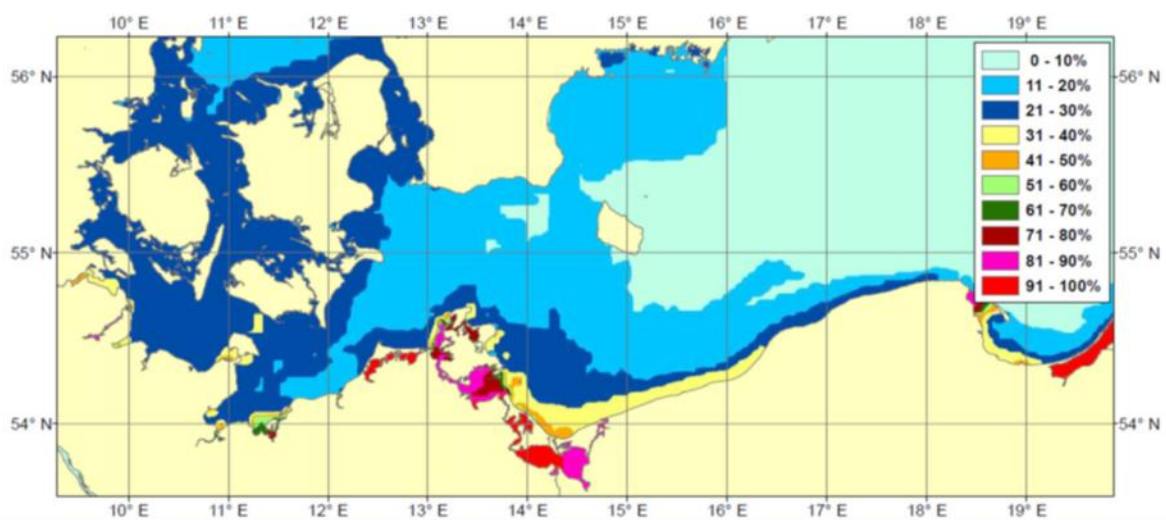 10° E 11° E 12° E 13° E 14° E 15° E 16° E 17° E 18° E 19° E
56° N 56° N
0 - 10%
11 - 20%
21 - 30%
31 - 40%
41 - 50%
51 - 60%
61 - 70%
71 - 80%
81 - 90%
91 - 100%
55° N 55° N
54° N 54° N
10° E 11° E 12° E 13° E 14° E 15° E 16° E 17° E 18° E 19° E